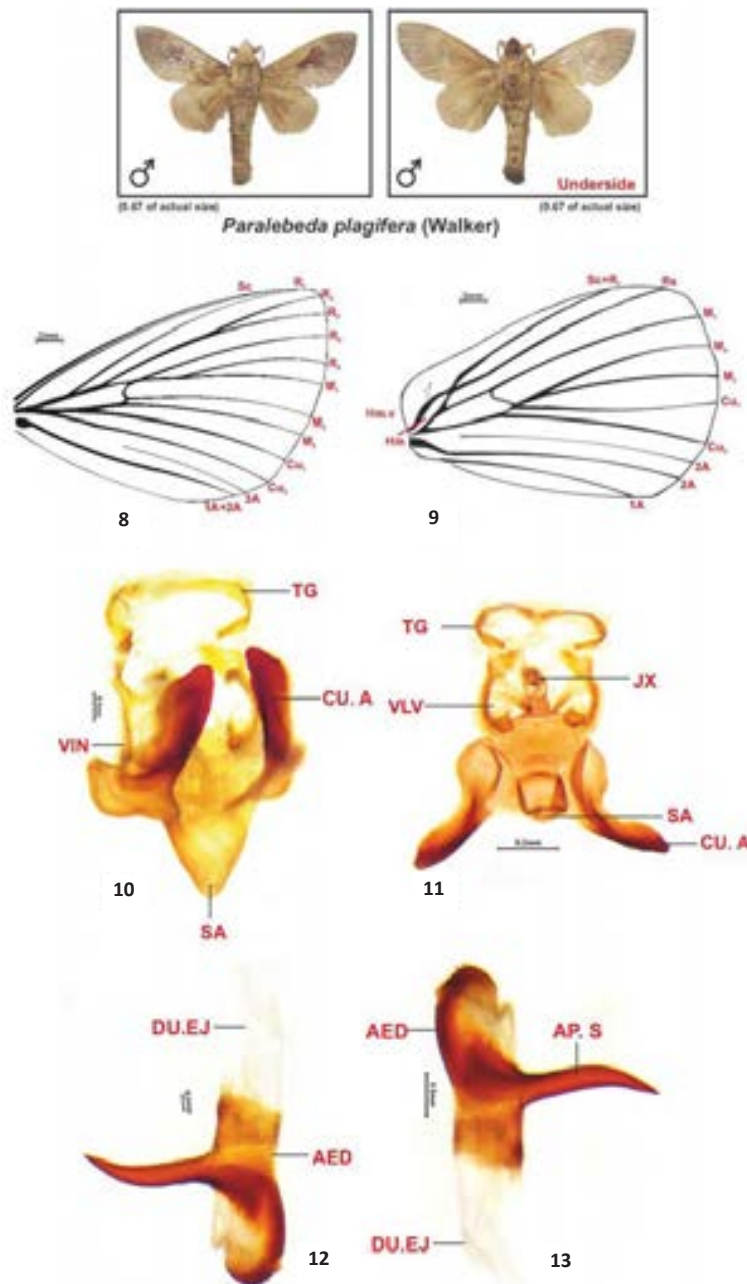 ♂
♂
Underside
(0.67 of actual size)
(0.67 of actual size)
Paralebeda plagifera (Walker)
Sc
R₁
R₂
R₃
R₄
R₅
M₁
M₂
M₃
Cu₁
Cu₂
3A
1A+2A
8
Sc+R₁
Rs
M₁
M₂
M₃
Cu₁
Cu₂
3A
2A
1A
Hm
9
TG
CU. A
VIN
SA
10
TG
JX
VLV
SA
CU. A
11
DU.EJ
AED
12
AED
AP. S
DU.EJ
13